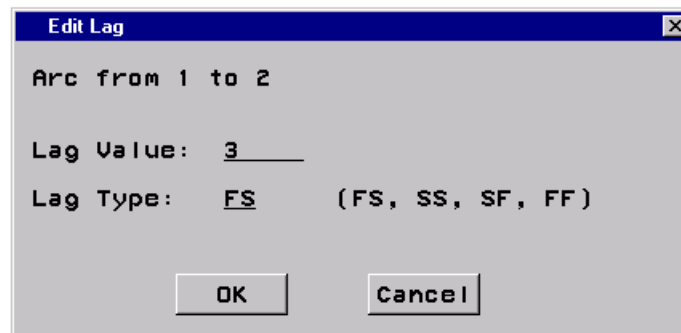 Edit Lag
Arc from 1 to 2
Lag Value: 3
Lag Type: FS (FS, SS, SF, FF)
OK Cancel